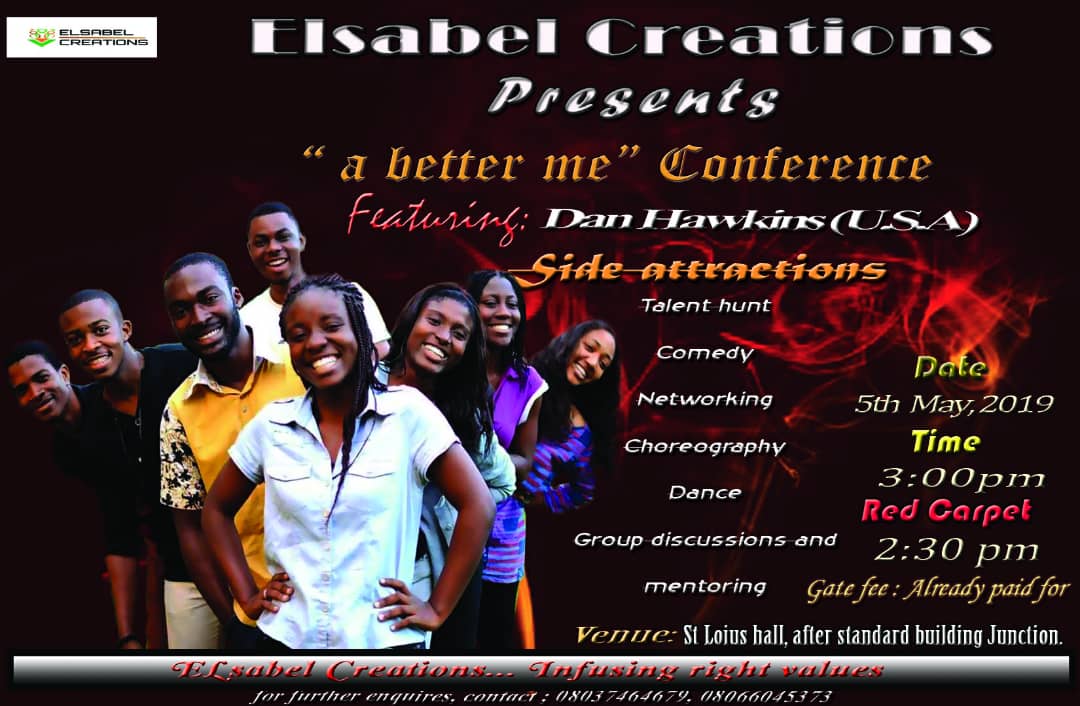 ELSABEL
CREATIONS
Elsabel Creations
Presents
“ a better me” Conference
Featuring: Dan Hawkins (U.S.A)
Side attractions
Talent hunt
Comedy
Networking
Choreography
Dance
Group discussions and
mentoring
Date
5th May, 2019
Time
3:00pm
Red Carpet
2:30 pm
Gate fee : Already paid for
Venue: St Loius hall, after standard building Junction.
ELsabel Creations... Infusing right values
for further enquires, contact : 08037464679, 08066045373